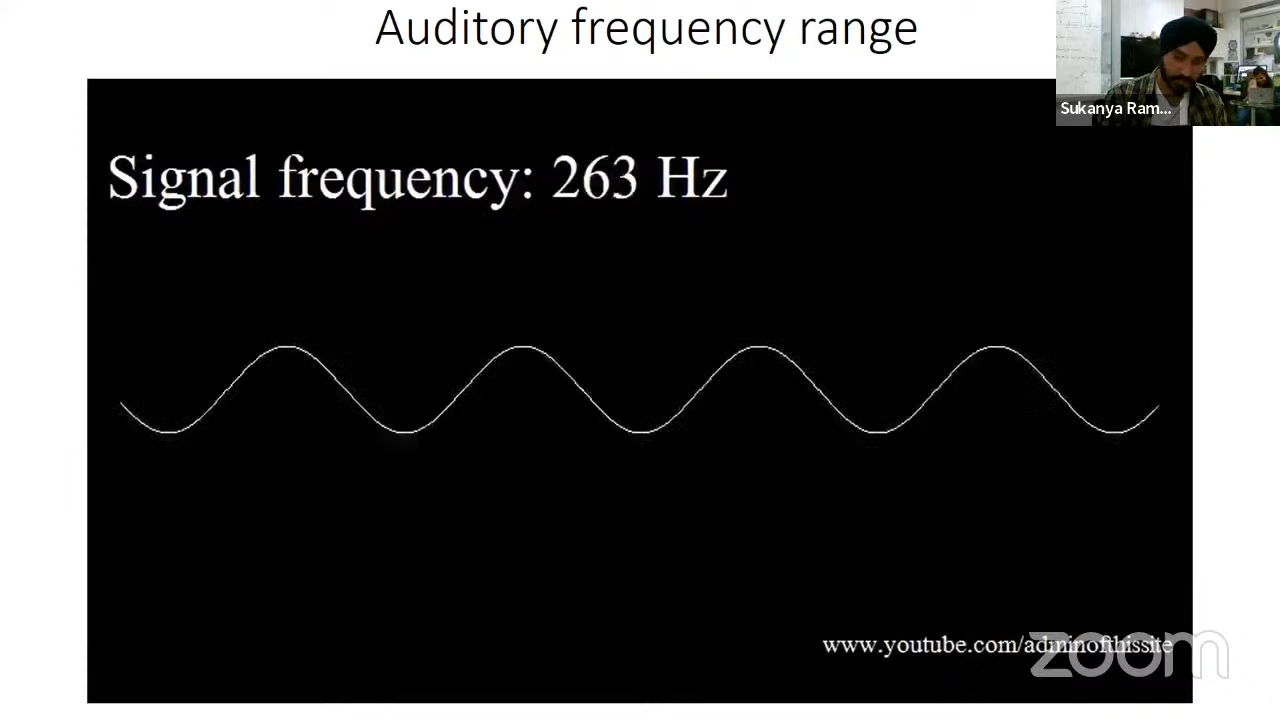 Auditory frequency range
Sukanya Ram...
Signal frequency: 263 Hz
www.youtube.com/adminofthissite
zoom